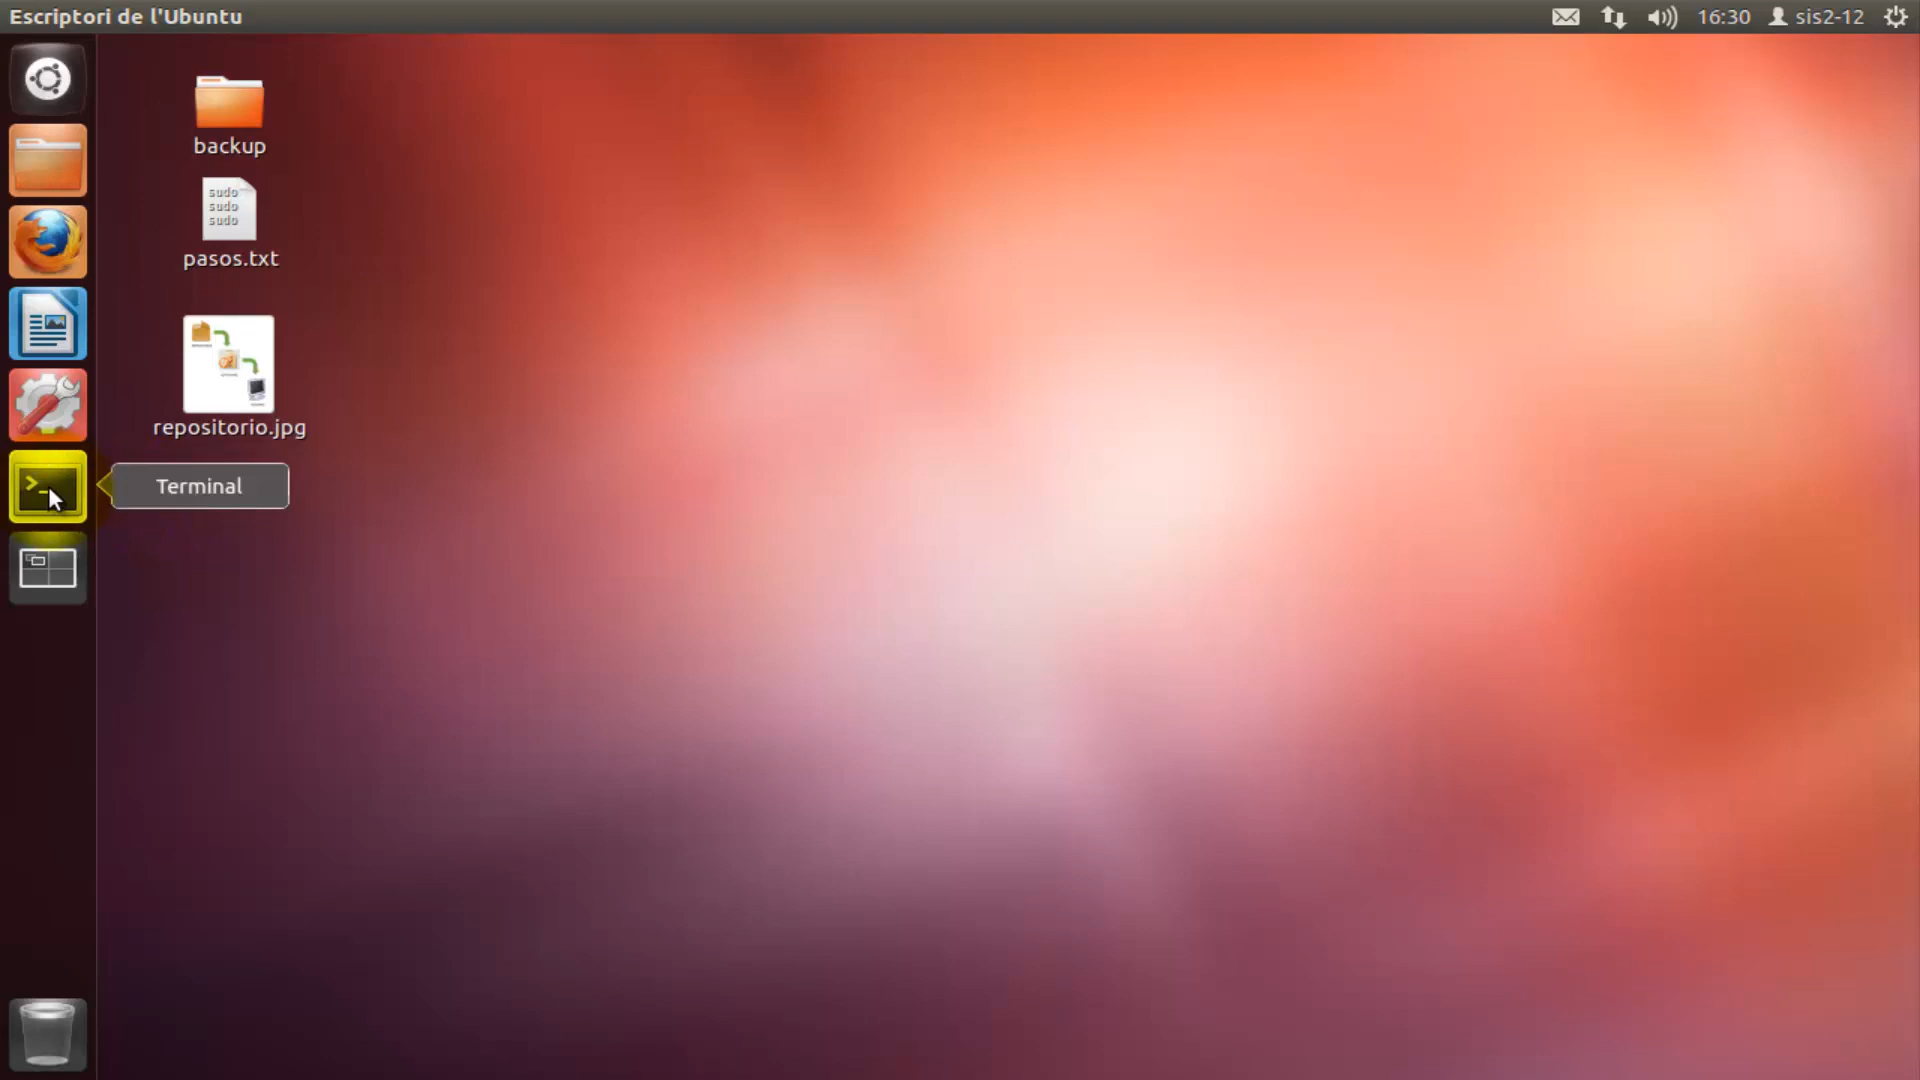 Escriptori de l'Ubuntu
16:30
sis2-12
backup
sudo
sudo
sudo
pasos.txt
repositorio.jpg
>_
Terminal